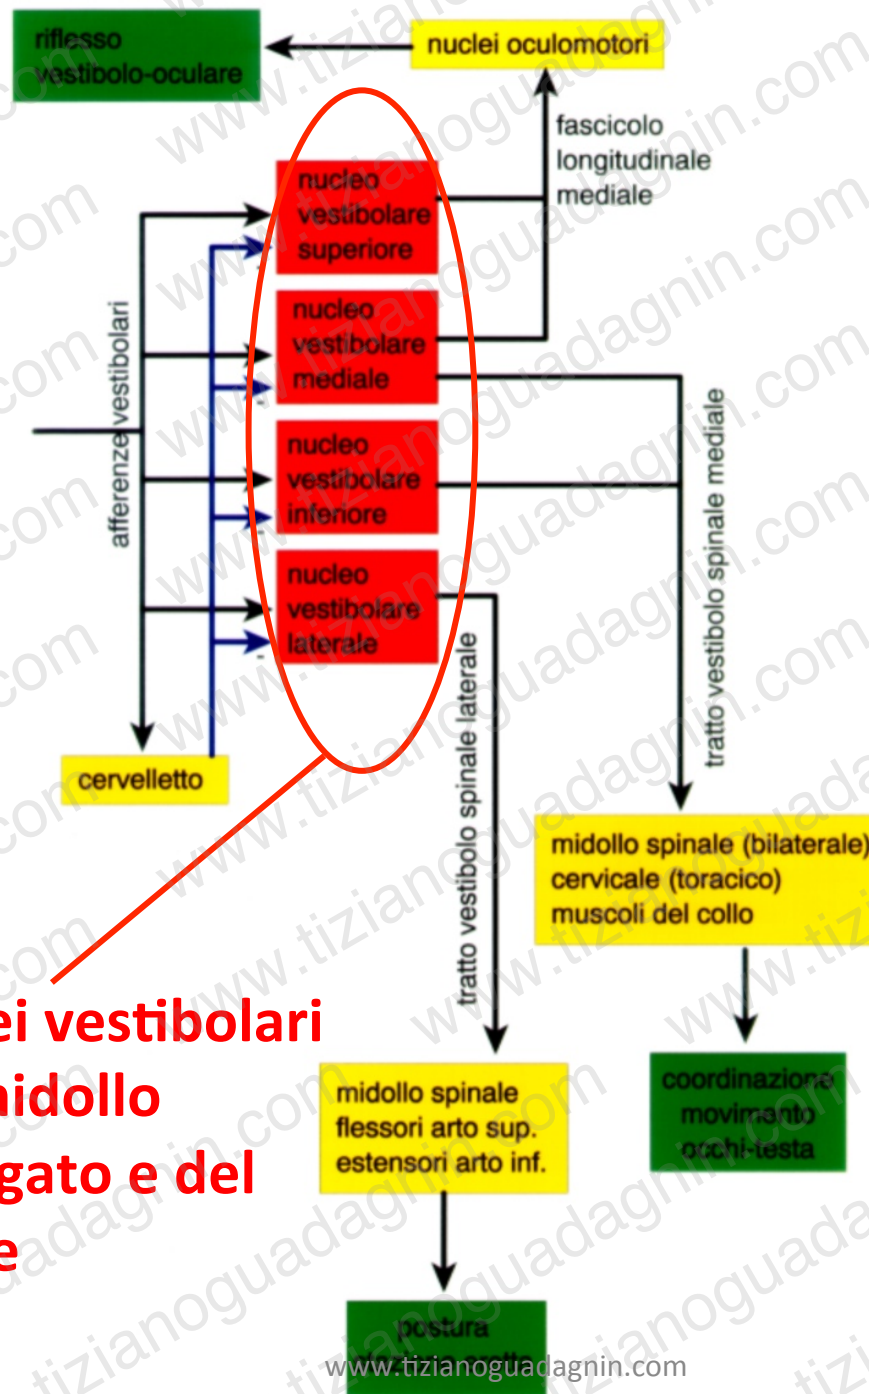 riflesso
vestibolo-oculare
nuclei oculomotori
fascicolo
longitudinale
mediale
nucleo
vestibolare
superiore
nucleo
vestibolare
mediale
afferenze vestibolari
nucleo
vestibolare
inferiore
nucleo
vestibolare
laterale
tratto vestibolo spinale mediale
tratto vestibolo spinale laterale
cervelletto
midollo spinale (bilaterale)
cervicale (toracico)
muscoli del collo
ei vestibolari
nidollo
gato e del
e
midollo spinale
flessori arto sup.
estensori arto inf.
coordinazione
movimento
occhi-testa
postura
www.tizianoguadagnin.com